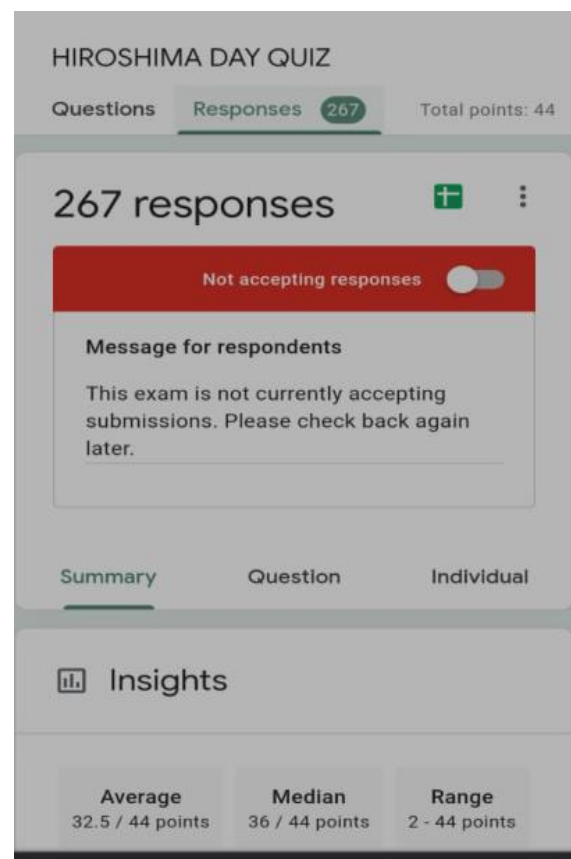 HIROSHIMA DAY QUIZ
Questions Responses 267 Total points: 44
267 responses
Not accepting responses
Message for respondents
This exam is not currently accepting
submissions. Please check back again
later.
Summary Question Individual
Insights
Average Median Range
32.5 / 44 points 36 / 44 points 2 - 44 points